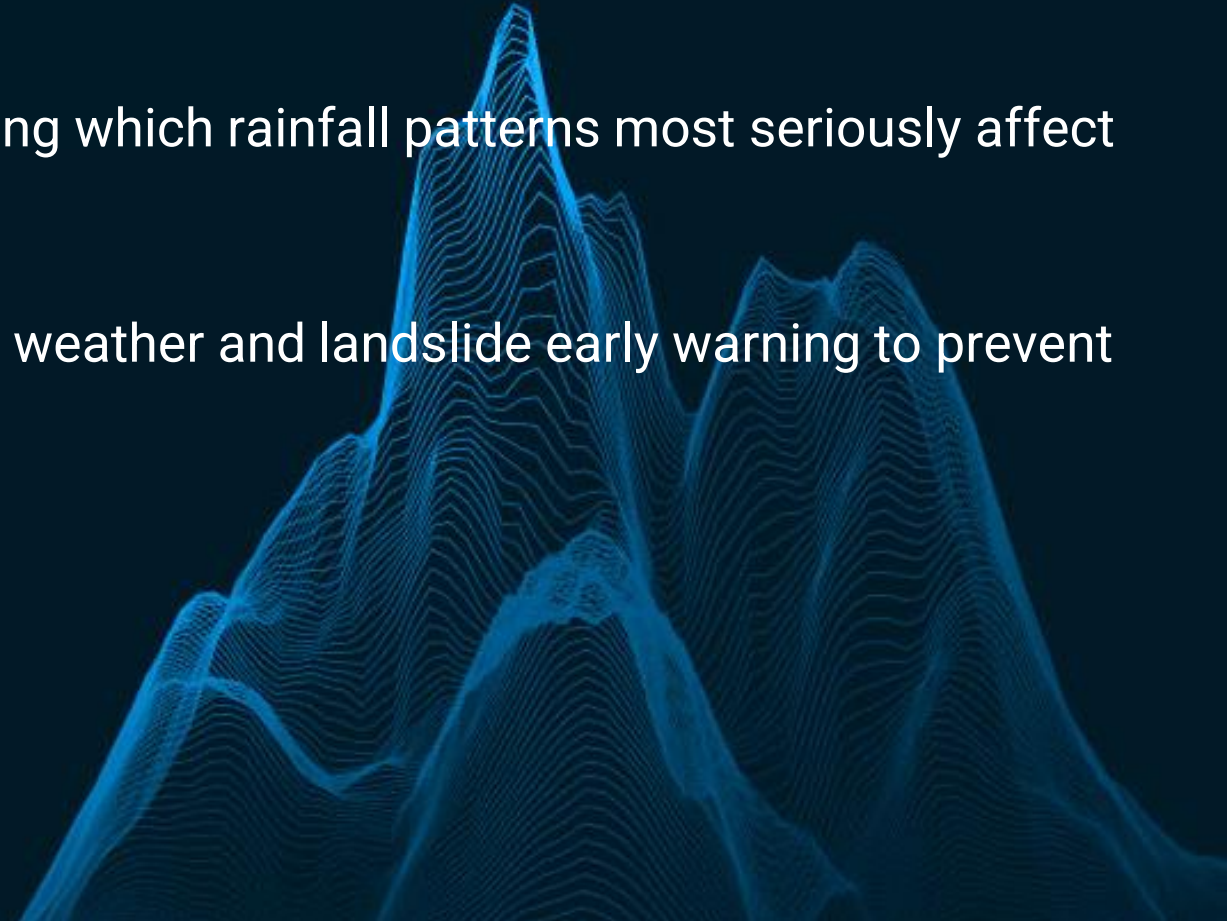 ng which rainfall patterns most seriously affect
weather and landslide early warning to prevent